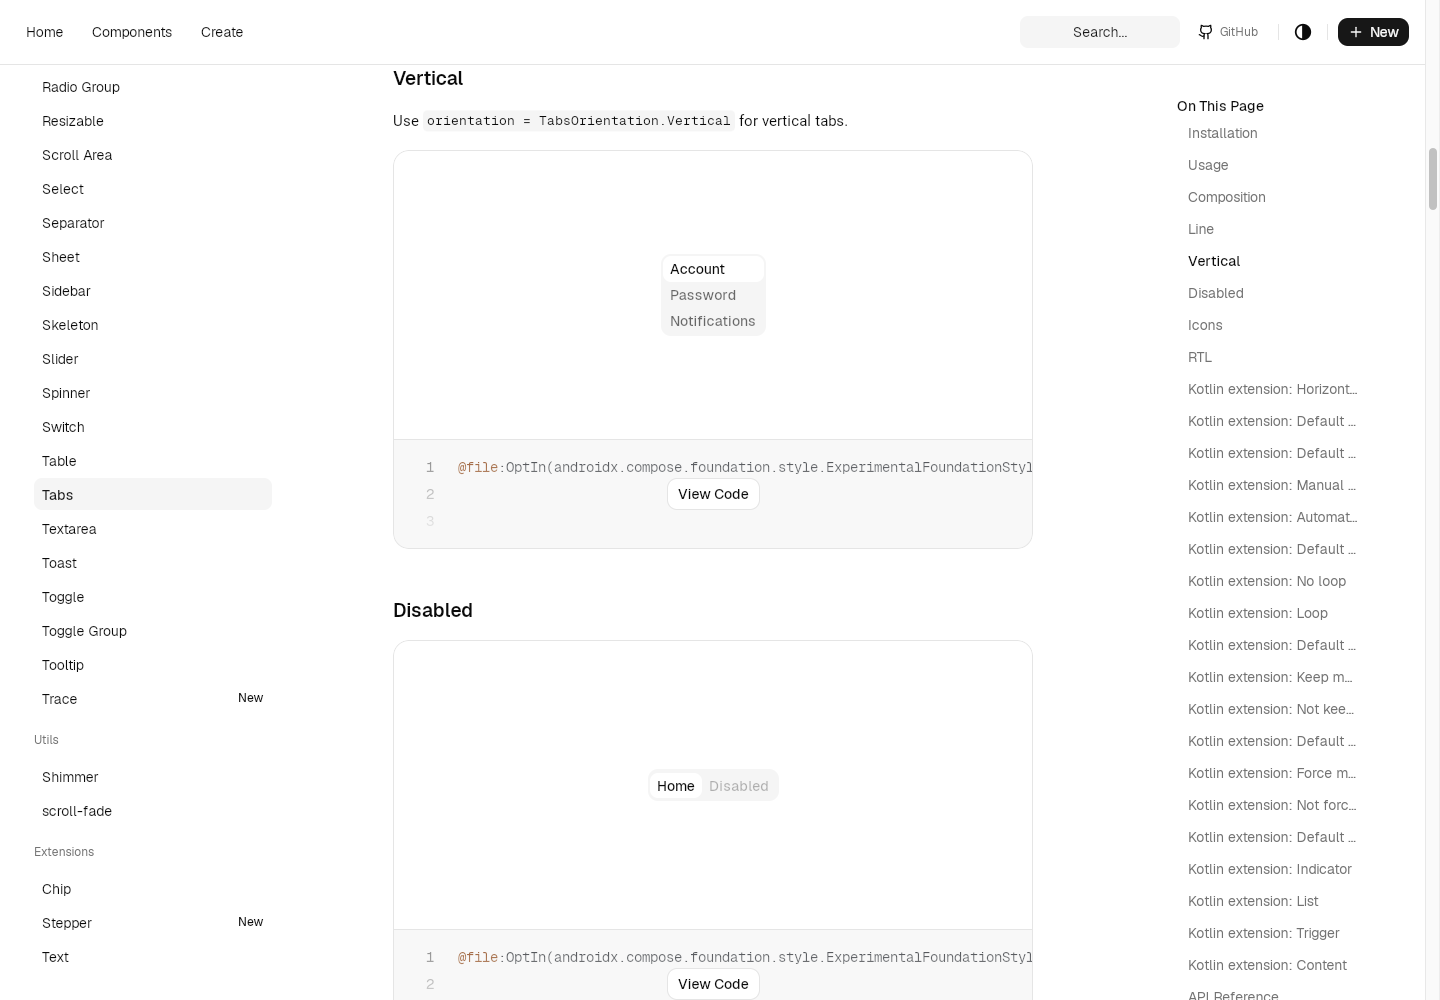 Home
Components
Create
Search...
GitHub
New
Radio Group
Resizable
Scroll Area
Select
Separator
Sheet
Sidebar
Skeleton
Slider
Spinner
Switch
Table
Tabs
Textarea
Toast
Toggle
Toggle Group
Tooltip
Trace New
Utils
Shimmer
scroll-fade
Extensions
Chip
Stepper New
Text
Vertical
Use orientation = TabsOrientation.Vertical for vertical tabs.
Account
Password
Notifications
1 @file:OptIn(androidx.compose.foundation.style.ExperimentalFoundationStyl
2
View Code
3
Disabled
Home Disabled
1 @file:OptIn(androidx.compose.foundation.style.ExperimentalFoundationStyl
2
View Code
On This Page
Installation
Usage
Composition
Line
Vertical
Disabled
Icons
RTL
Kotlin extension: Horizont...
Kotlin extension: Default ...
Kotlin extension: Default ...
Kotlin extension: Manual ...
Kotlin extension: Automat...
Kotlin extension: Default ...
Kotlin extension: No loop
Kotlin extension: Loop
Kotlin extension: Default ...
Kotlin extension: Keep m...
Kotlin extension: Not kee...
Kotlin extension: Default ...
Kotlin extension: Force m...
Kotlin extension: Not forc...
Kotlin extension: Default ...
Kotlin extension: Indicator
Kotlin extension: List
Kotlin extension: Trigger
Kotlin extension: Content
API Reference